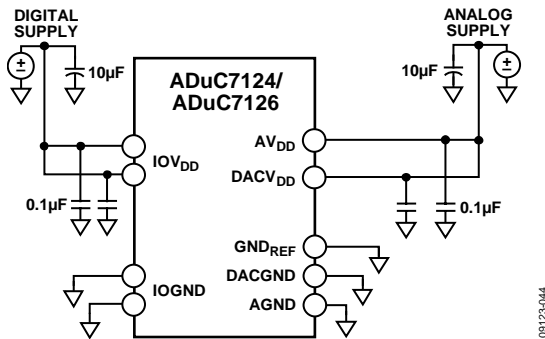 DIGITAL
SUPPLY
ANALOG
SUPPLY
10µF
10µF
ADuC7124/
ADuC7126
AVDD
IOVDD
DACVDD
0.1µF
0.1µF
GNDREF
DACGND
IOGND
AGND
09123-044